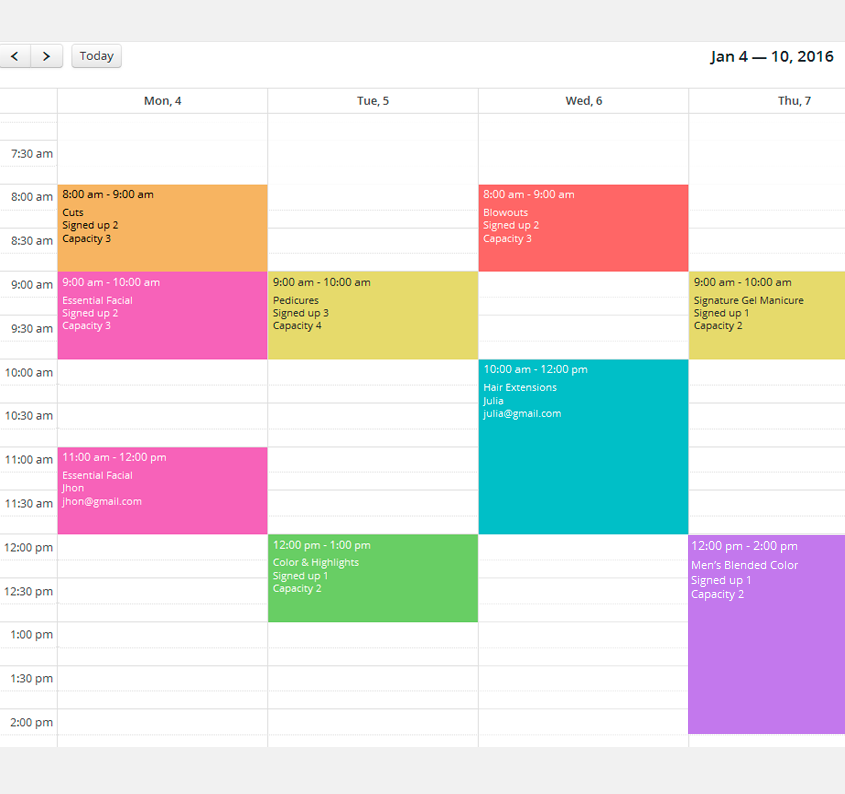 Today
Jan 4 — 10, 2016
Mon, 4
Tue, 5
Wed, 6
Thu, 7
7:30 am
8:00 am
8:30 am
9:00 am
9:30 am
10:00 am
10:30 am
11:00 am
11:30 am
12:00 pm
12:30 pm
1:00 pm
1:30 pm
2:00 pm
8:00 am - 9:00 am
Cuts
Signed up 2
Capacity 3
9:00 am - 10:00 am
Essential Facial
Signed up 2
Capacity 3
11:00 am - 12:00 pm
Essential Facial
Jhon
jhon@gmail.com
9:00 am - 10:00 am
Pedicures
Signed up 3
Capacity 4
12:00 pm - 1:00 pm
Color & Highlights
Signed up 1
Capacity 2
8:00 am - 9:00 am
Blowouts
Signed up 2
Capacity 3
10:00 am - 12:00 pm
Hair Extensions
Julia
julia@gmail.com
9:00 am - 10:00 am
Signature Gel Manicure
Signed up 1
Capacity 2
12:00 pm - 2:00 pm
Men’s Blended Color
Signed up 1
Capacity 2